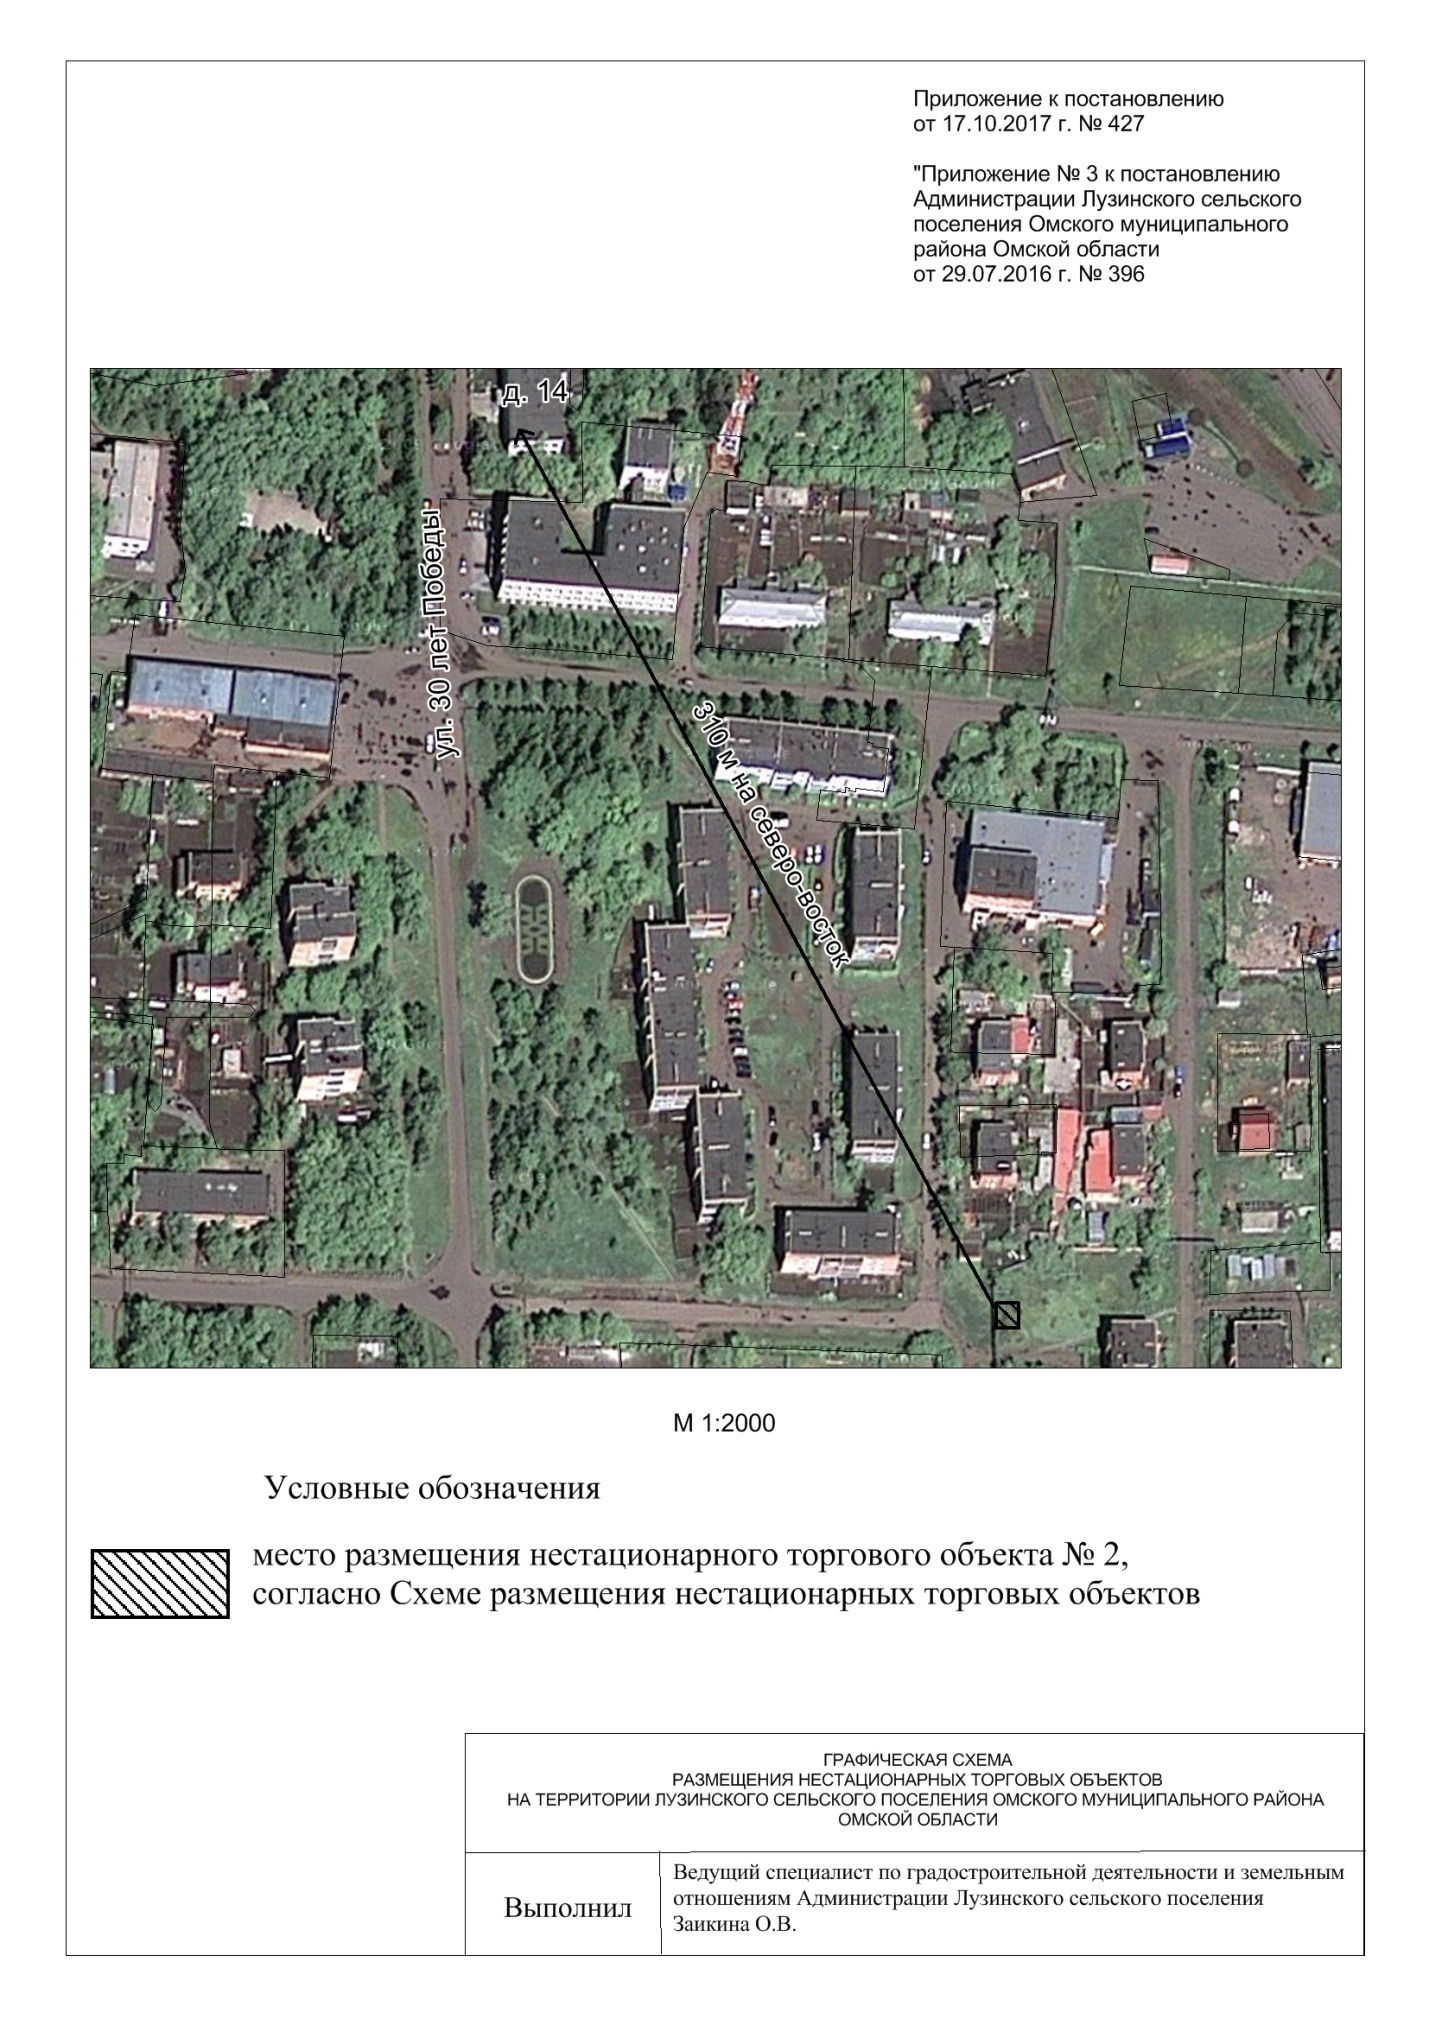 Приложение к постановлению
от 17.10.2017 г. № 427
"Приложение № 3 к постановлению
Администрации Лузинского сельского
поселения Омского муниципального
района Омской области
от 29.07.2016 г. № 396
д. 14
ул. 30 лет Победы
310 м на северо-восток
М 1:2000
Условные обозначения
место размещения нестационарного торгового объекта № 2,
согласно Схеме размещения нестационарных торговых объектов
ГРАФИЧЕСКАЯ СХЕМА
РАЗМЕЩЕНИЯ НЕСТАЦИОНАРНЫХ ТОРГОВЫХ ОБЪЕКТОВ
НА ТЕРРИТОРИИ ЛУЗИНСКОГО СЕЛЬСКОГО ПОСЕЛЕНИЯ ОМСКОГО МУНИЦИПАЛЬНОГО РАЙОНА
ОМСКОЙ ОБЛАСТИ
Выполнил
Ведущий специалист по градостроительной деятельности и земельным
отношениям Администрации Лузинского сельского поселения
Заикина О.В.